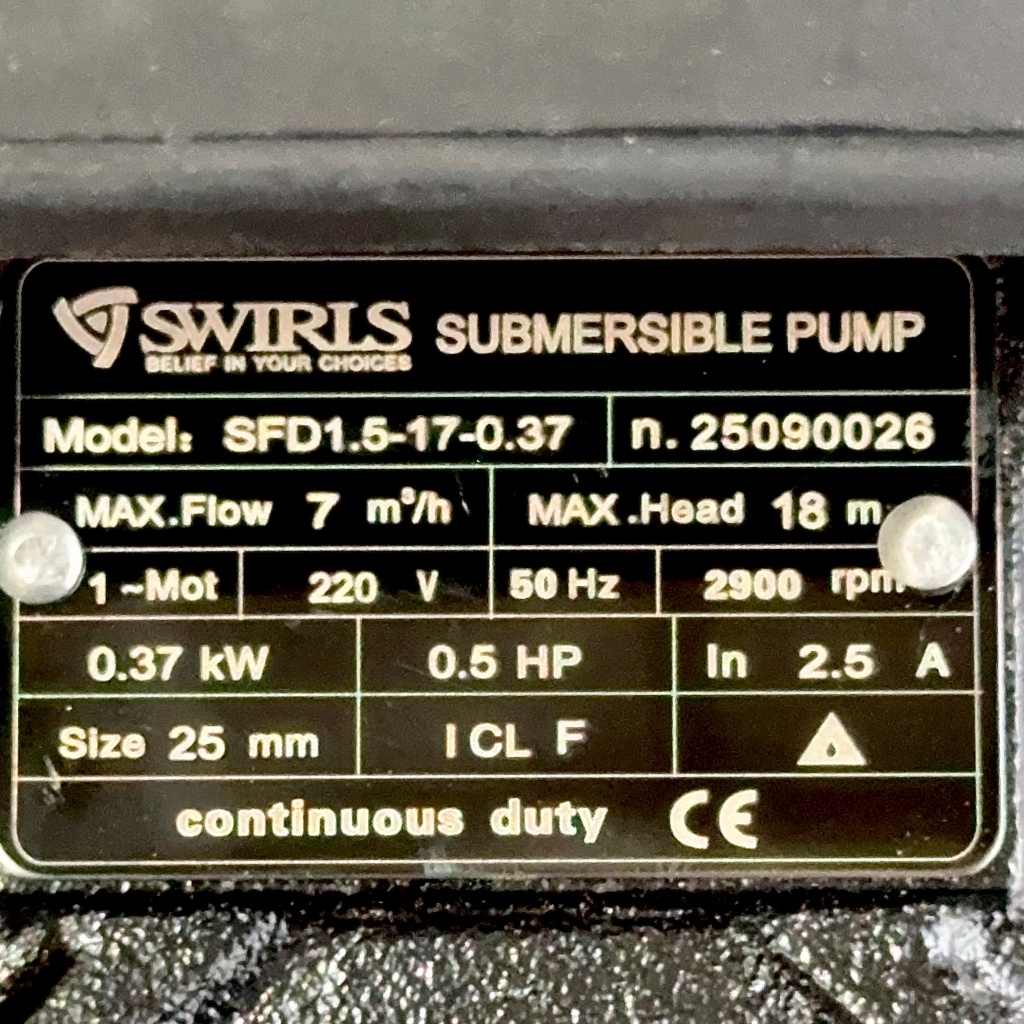 SWIRLS SUBMERSIBLE PUMP
BELIEF IN YOUR CHOICES
Model: SFD1.5-17-0.37 n. 25090026
MAX.Flow 7 m³/h MAX.Head 18 m
1~Mot 220 V 50 Hz 2900 rpm
0.37 kW 0.5 HP In 2.5 A
Size 25 mm I CL F
continuous duty CE